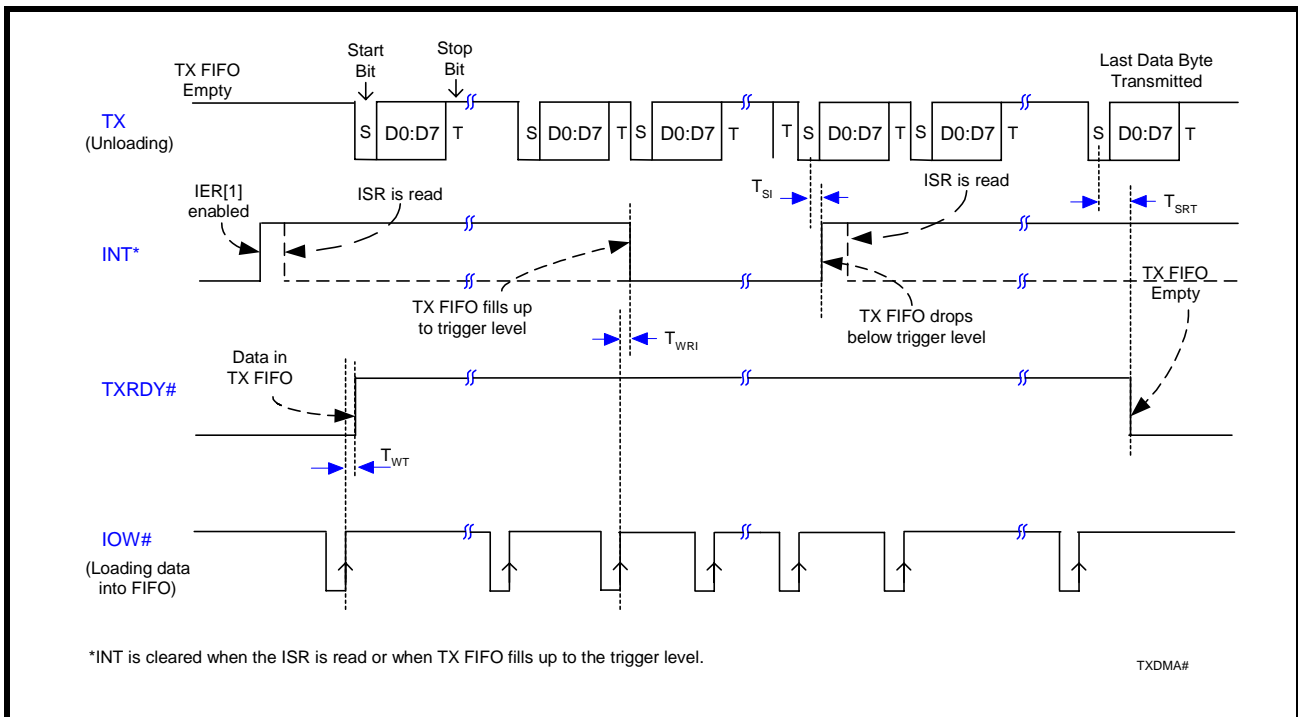 Start
Bit
Stop
Bit
TX FIFO
Empty
Last Data Byte
Transmitted
TX
(Unloading)
S D0:D7 T S D0:D7 T S D0:D7 T T S D0:D7 T S D0:D7 T S D0:D7 T
IER[1]
enabled
ISR is read
TSI
ISR is read
TSRT
INT*
TX FIFO fills up
to trigger level
TX FIFO drops
below trigger level
TX FIFO
Empty
TWRI
Data in
TX FIFO
TXRDY#
TWT
IOW#
(Loading data
into FIFO)
*INT is cleared when the ISR is read or when TX FIFO fills up to the trigger level.
TXDMA#